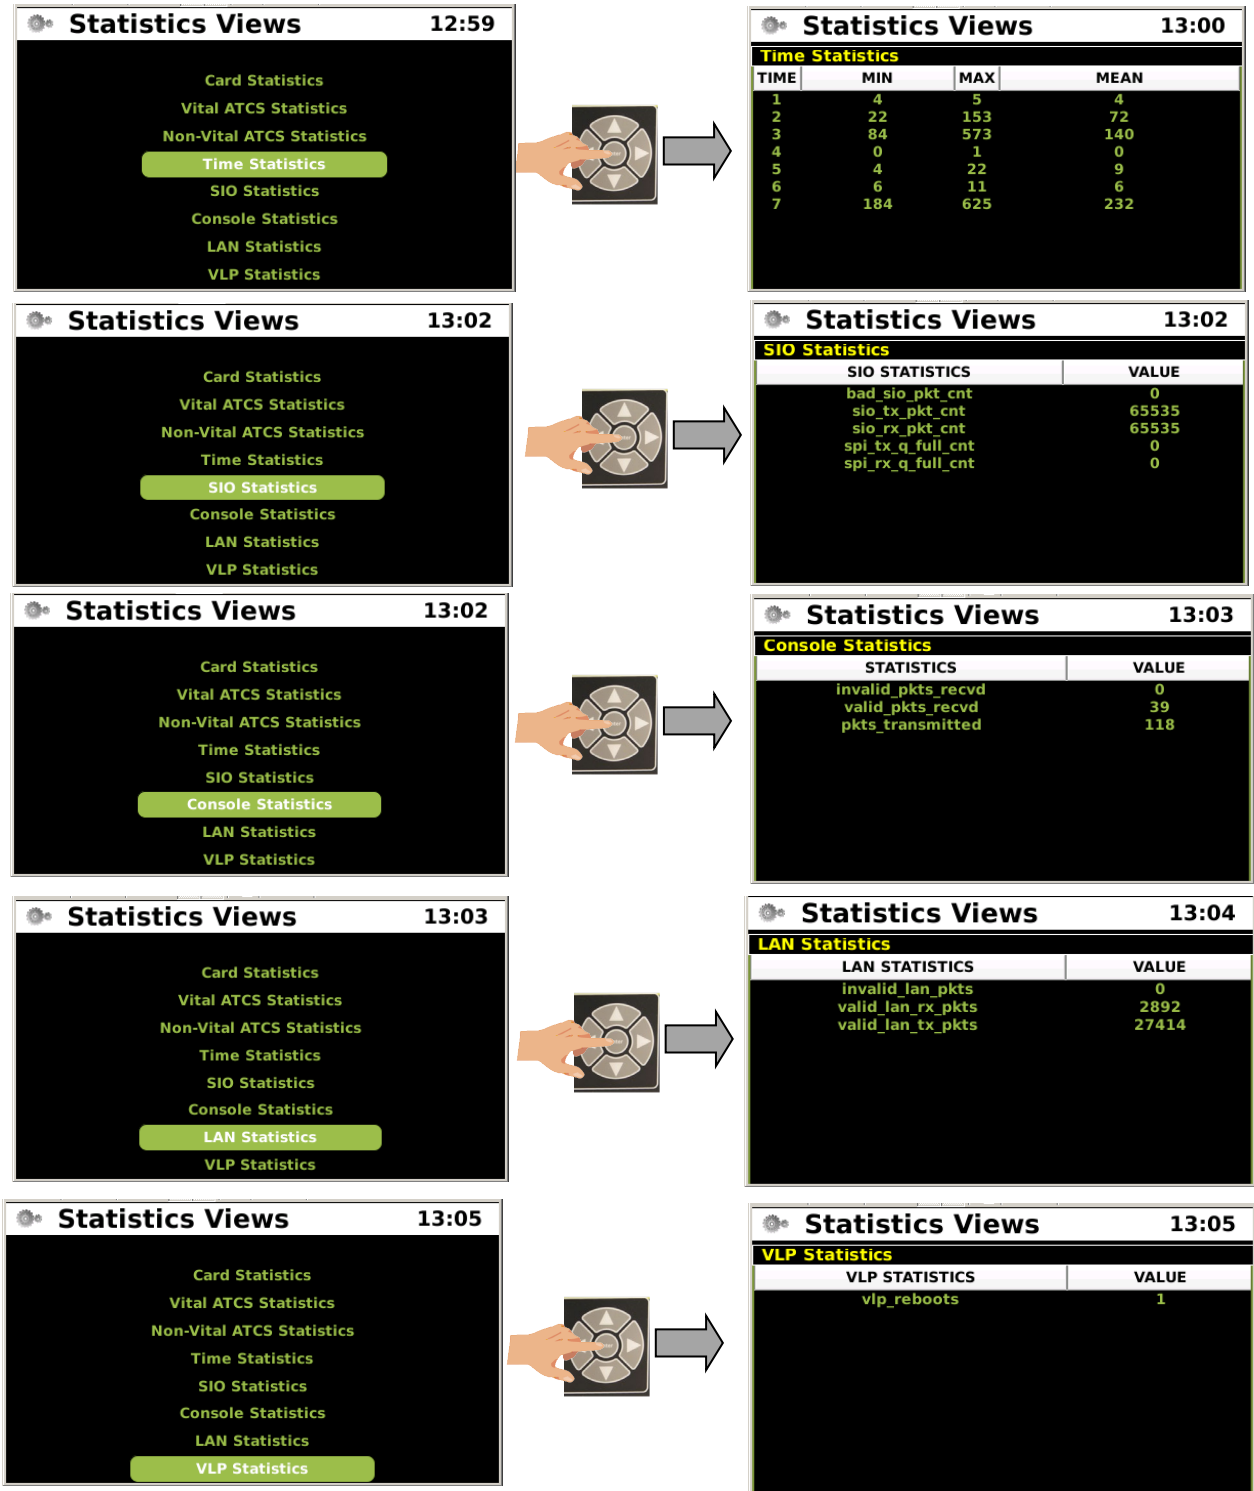 Statistics Views 12:59
Card Statistics
Vital ATCS Statistics
Non-Vital ATCS Statistics
Time Statistics
SIO Statistics
Console Statistics
LAN Statistics
VLP Statistics
Statistics Views 13:00
Time Statistics
TIME MIN MAX MEAN
1 4 5 4
2 22 153 72
3 84 573 140
4 0 1 0
5 4 22 9
6 6 11 6
7 184 625 232
Statistics Views 13:02
Card Statistics
Vital ATCS Statistics
Non-Vital ATCS Statistics
Time Statistics
SIO Statistics
Console Statistics
LAN Statistics
VLP Statistics
Statistics Views 13:02
SIO Statistics
SIO STATISTICS VALUE
bad_sio_pkt_cnt 0
sio_tx_pkt_cnt 65535
sio_rx_pkt_cnt 65535
spi_tx_q_full_cnt 0
spi_rx_q_full_cnt 0
Statistics Views 13:02
Card Statistics
Vital ATCS Statistics
Non-Vital ATCS Statistics
Time Statistics
SIO Statistics
Console Statistics
LAN Statistics
VLP Statistics
Statistics Views 13:03
Console Statistics
STATISTICS VALUE
invalid_pkts_recvd 0
valid_pkts_recvd 39
pkts_transmitted 118
Statistics Views 13:03
Card Statistics
Vital ATCS Statistics
Non-Vital ATCS Statistics
Time Statistics
SIO Statistics
Console Statistics
LAN Statistics
VLP Statistics
Statistics Views 13:04
LAN Statistics
LAN STATISTICS VALUE
invalid_lan_pkts 0
valid_lan_rx_pkts 2892
valid_lan_tx_pkts 27414
Statistics Views 13:05
Card Statistics
Vital ATCS Statistics
Non-Vital ATCS Statistics
Time Statistics
SIO Statistics
Console Statistics
LAN Statistics
VLP Statistics
Statistics Views 13:05
VLP Statistics
VLP STATISTICS VALUE
vlp_reboots 1